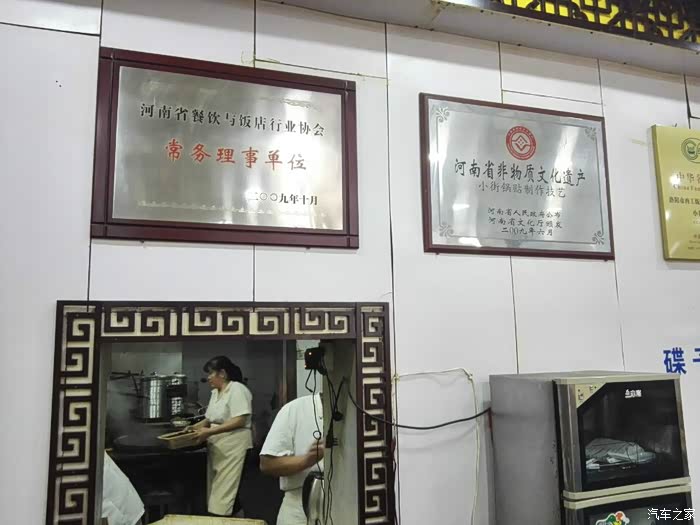 河南省餐饮与饭店行业协会
常务理事单位
二〇〇九年十月
河南省非物质文化遗产
小街锅贴制作技艺
河南省人民政府公布
河南省文化厅颁发
二〇〇九年六月
中华
China
碟
汽车之家